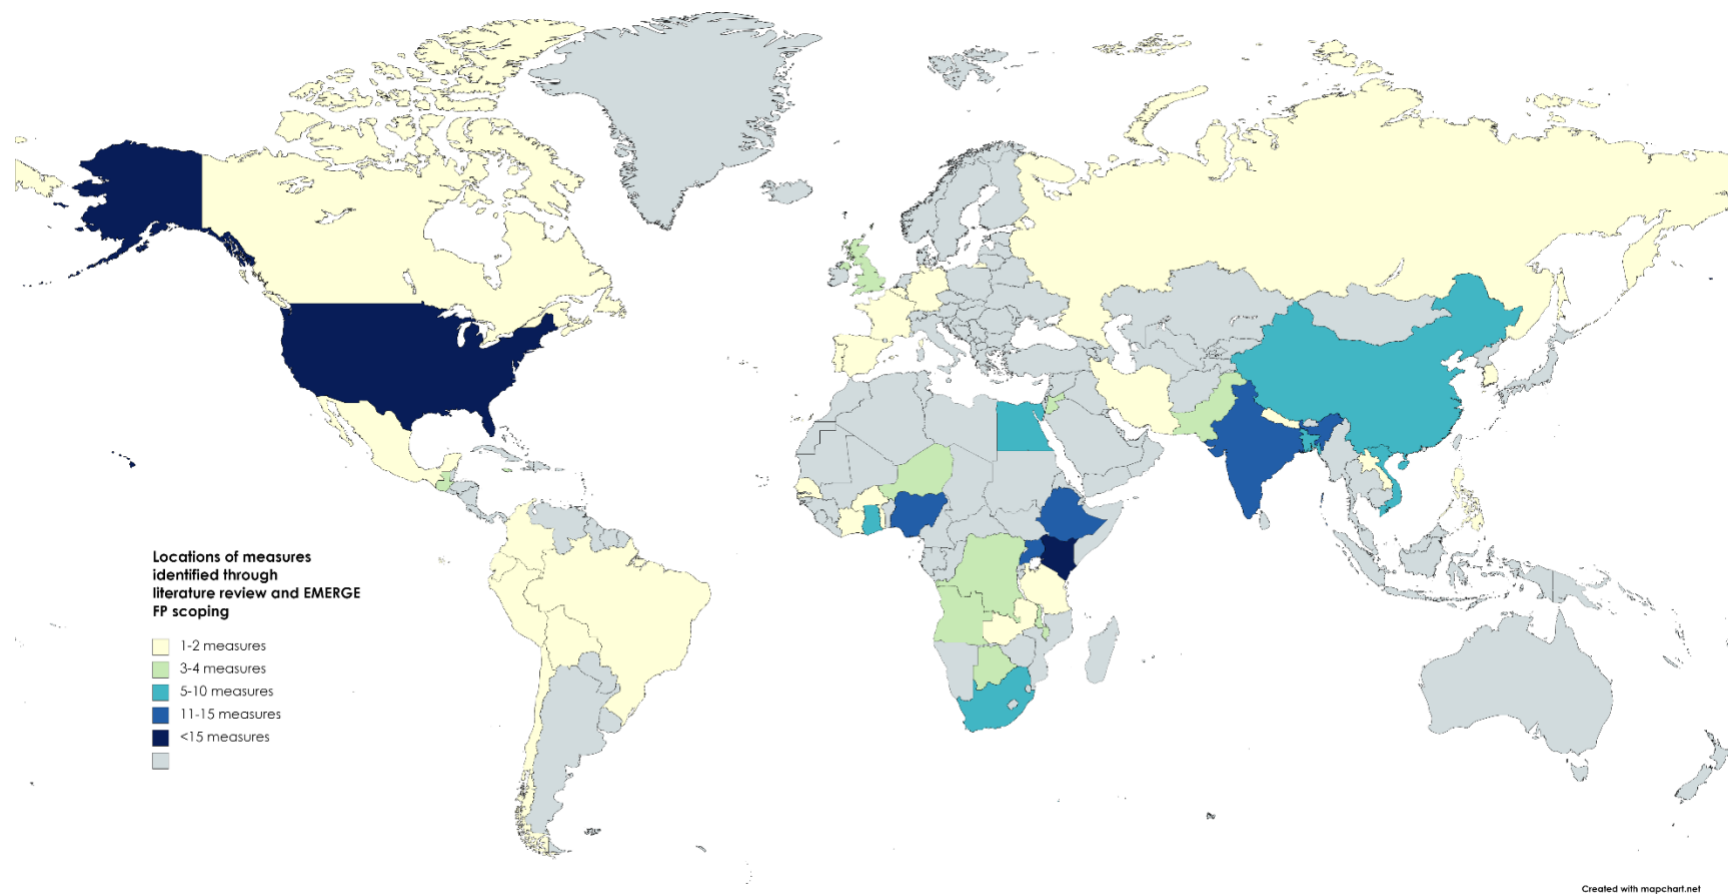 Locations of measures
identified through
literature review and EMERGE
FP scoping
1-2 measures
3-4 measures
5-10 measures
11-15 measures
<15 measures
Created with mapchart.net